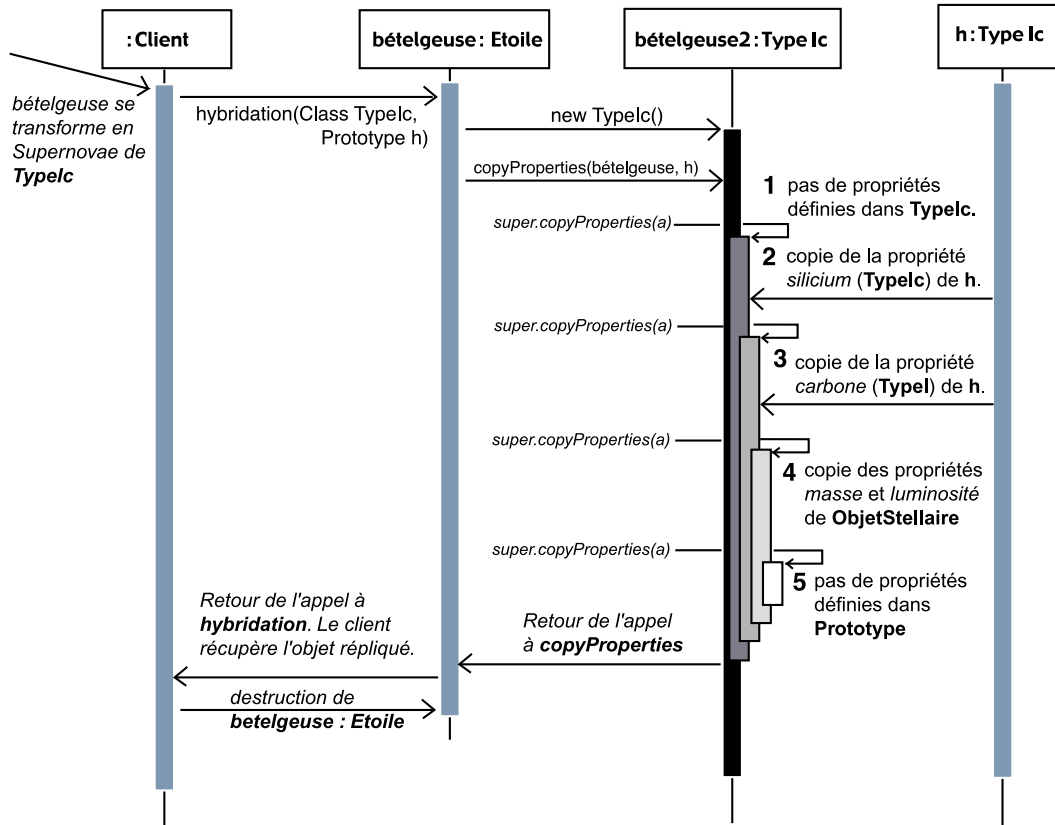 :Client
bételgeuse : Etoile
bételgeuse2:Type Ic
h:Type Ic
bételgeuse se
transforme en
Supernovae de
TypeIc
hybridation(Class TypeIc,
Prototype h)
new TypeIc()
copyProperties(bételgeuse, h)
1 pas de propriétés
définies dans TypeIc.
super.copyProperties(a)
2 copie de la propriété
silicium (TypeIc) de h.
super.copyProperties(a)
3 copie de la propriété
carbone (TypeI) de h.
super.copyProperties(a)
4 copie des propriétés
masse et luminosité
de ObjetStellaire
super.copyProperties(a)
5 pas de propriétés
définies dans
Prototype
Retour de l'appel à
hybridation. Le client
récupère l'objet répliqué.
Retour de l'appel
à copyProperties
destruction de
betelgeuse : Etoile